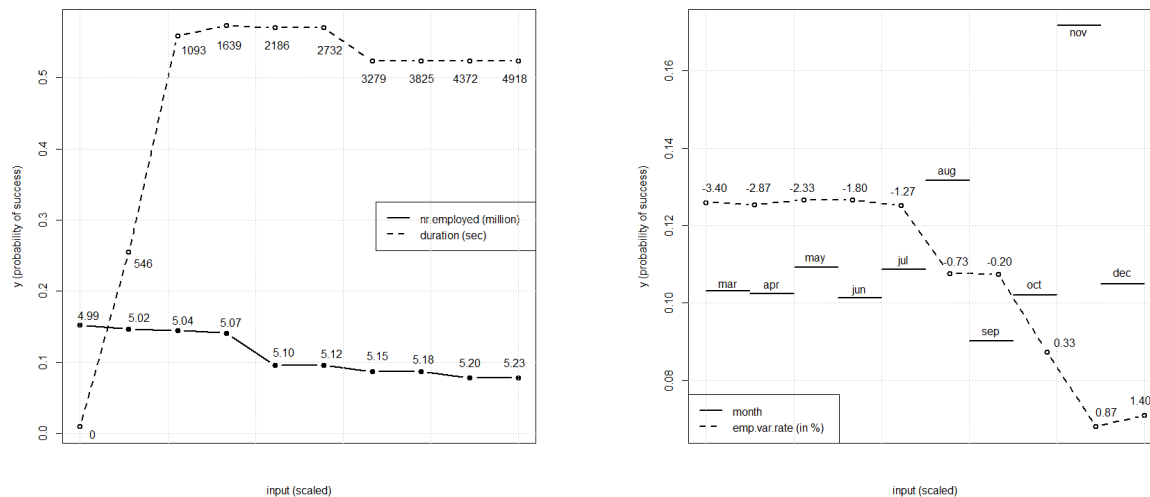 1093 1639 2186 2732
3279 3825 4372 4918
546
0
4.99 5.02 5.04 5.07
5.10 5.12 5.15 5.18 5.20 5.23
nr.employed (million)
duration (sec)
0.0 0.1 0.2 0.3 0.4 0.5
y (probability of success)
input (scaled)
nov
aug
-3.40 -2.87 -2.33 -1.80 -1.27
-0.73 -0.20
may jul
mar apr jun oct dec
sep
0.33
0.87 1.40
month
emp.var.rate (in %)
0.08 0.10 0.12 0.14 0.16
y (probability of success)
input (scaled)